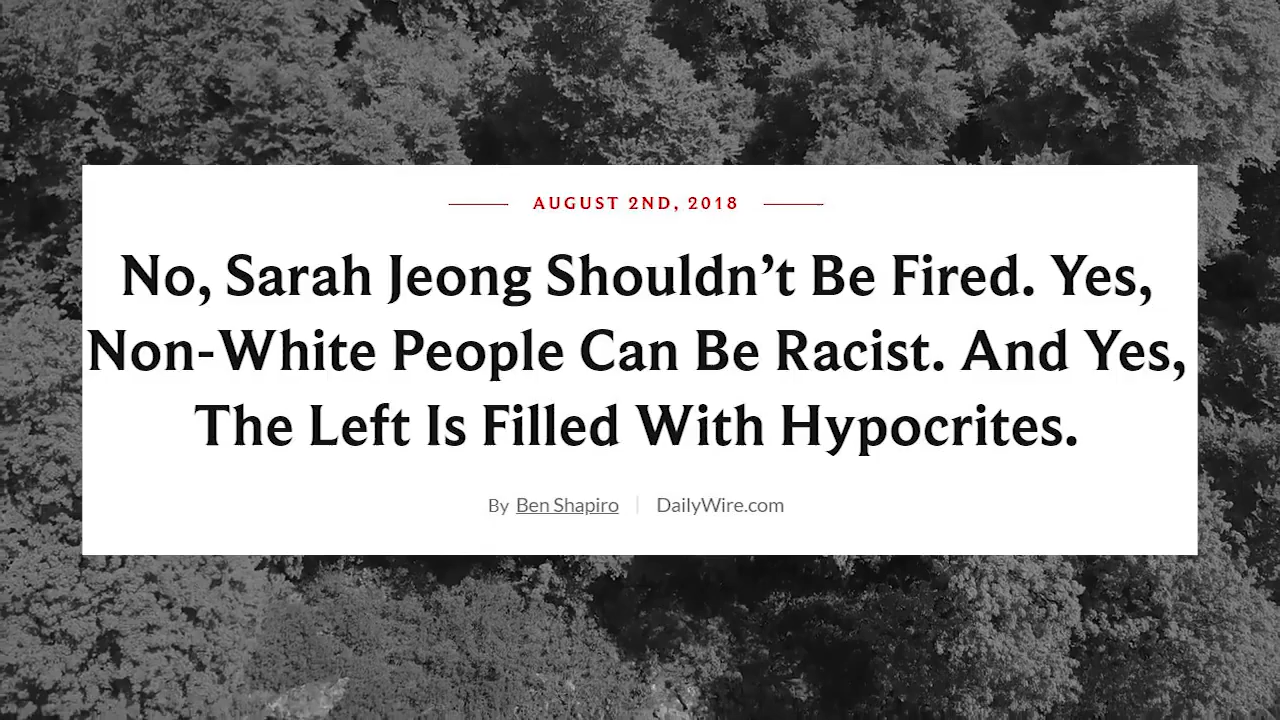 AUGUST 2ND, 2018
No, Sarah Jeong Shouldn’t Be Fired. Yes,
Non-White People Can Be Racist. And Yes,
The Left Is Filled With Hypocrites.
By Ben Shapiro | DailyWire.com